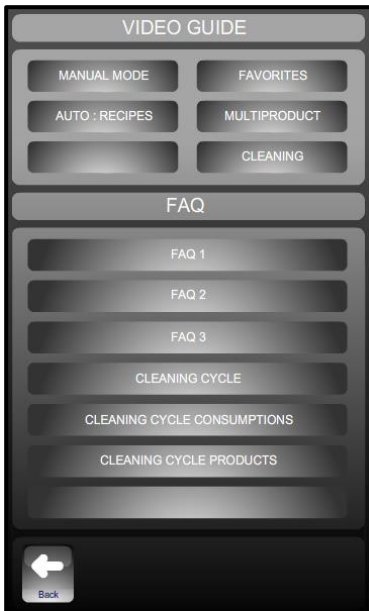 VIDEO GUIDE
MANUAL MODE
FAVORITES
AUTO : RECIPES
MULTIPRODUCT
CLEANING
FAQ
FAQ 1
FAQ 2
FAQ 3
CLEANING CYCLE
CLEANING CYCLE CONSUMPTIONS
CLEANING CYCLE PRODUCTS
Back